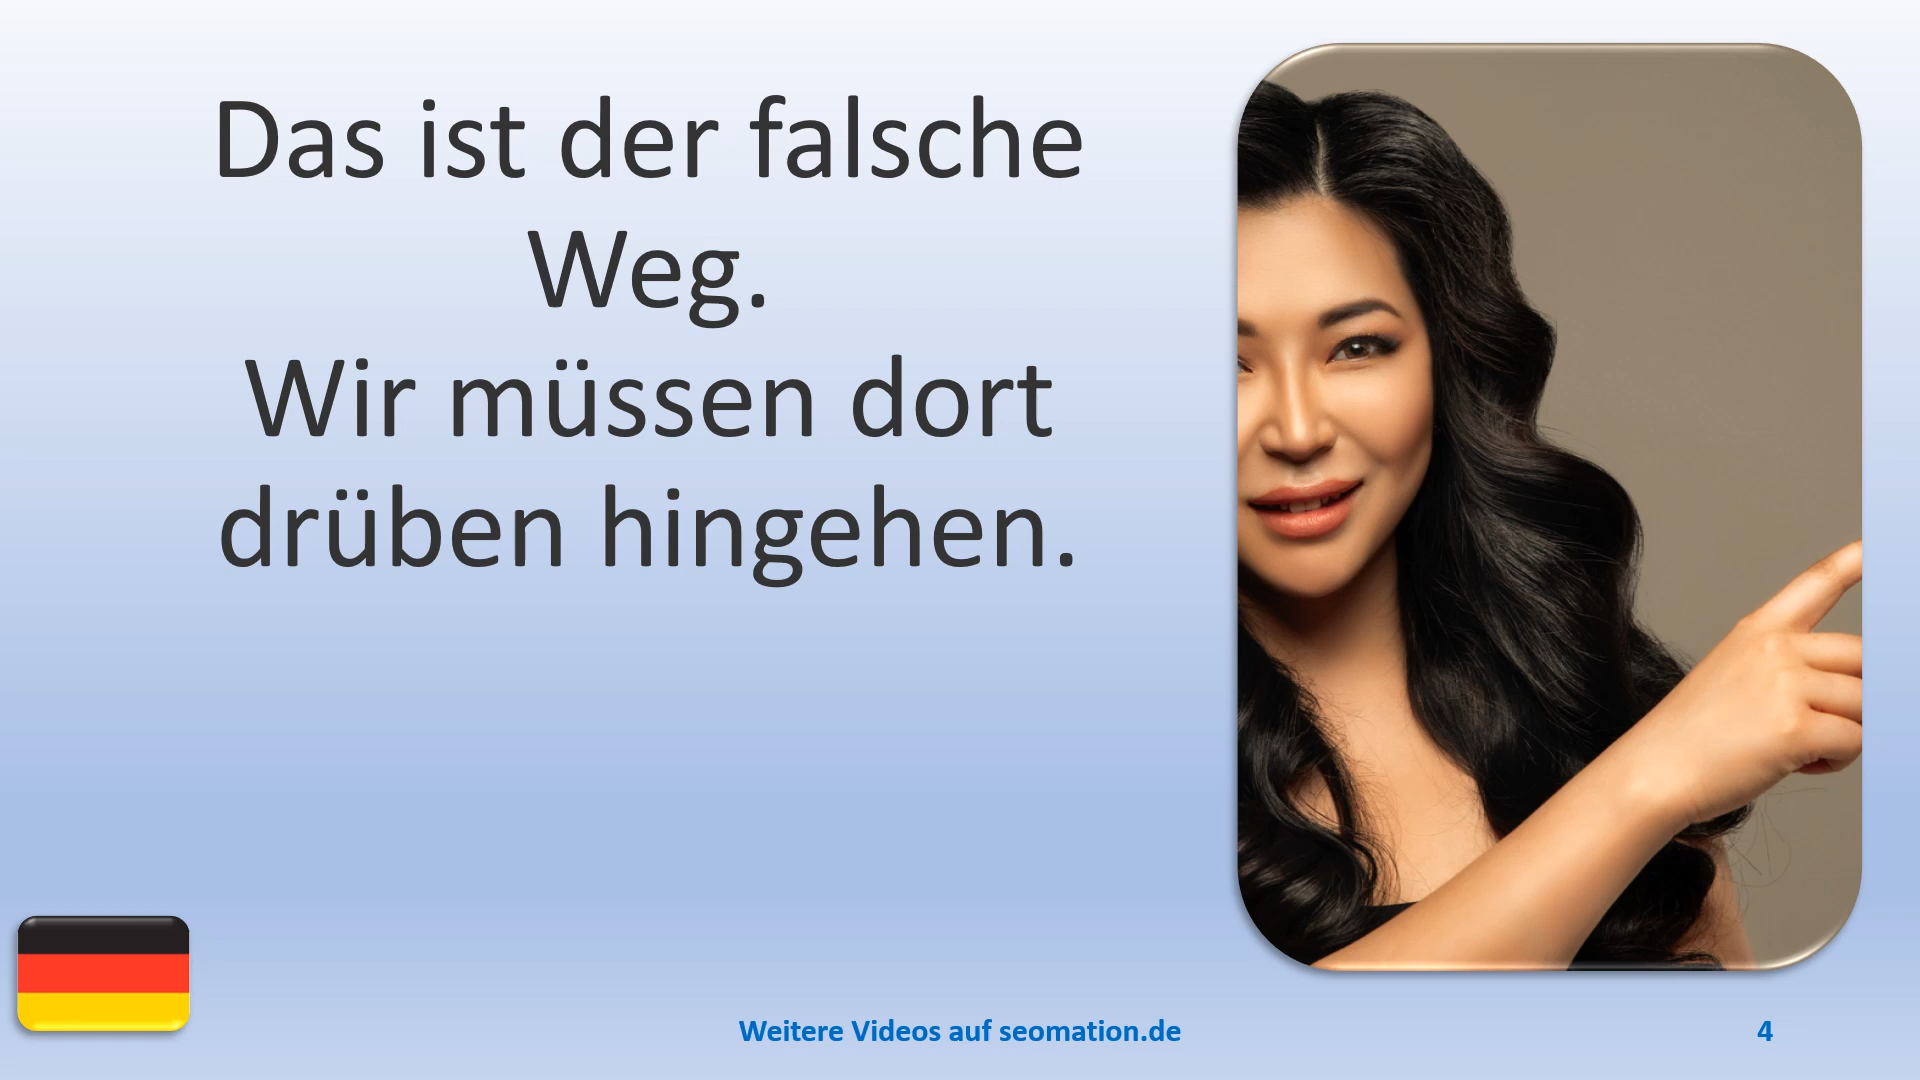 Das ist der falsche
Weg.
Wir müssen dort
drüben hingehen.
Weitere Videos auf seomation.de
4